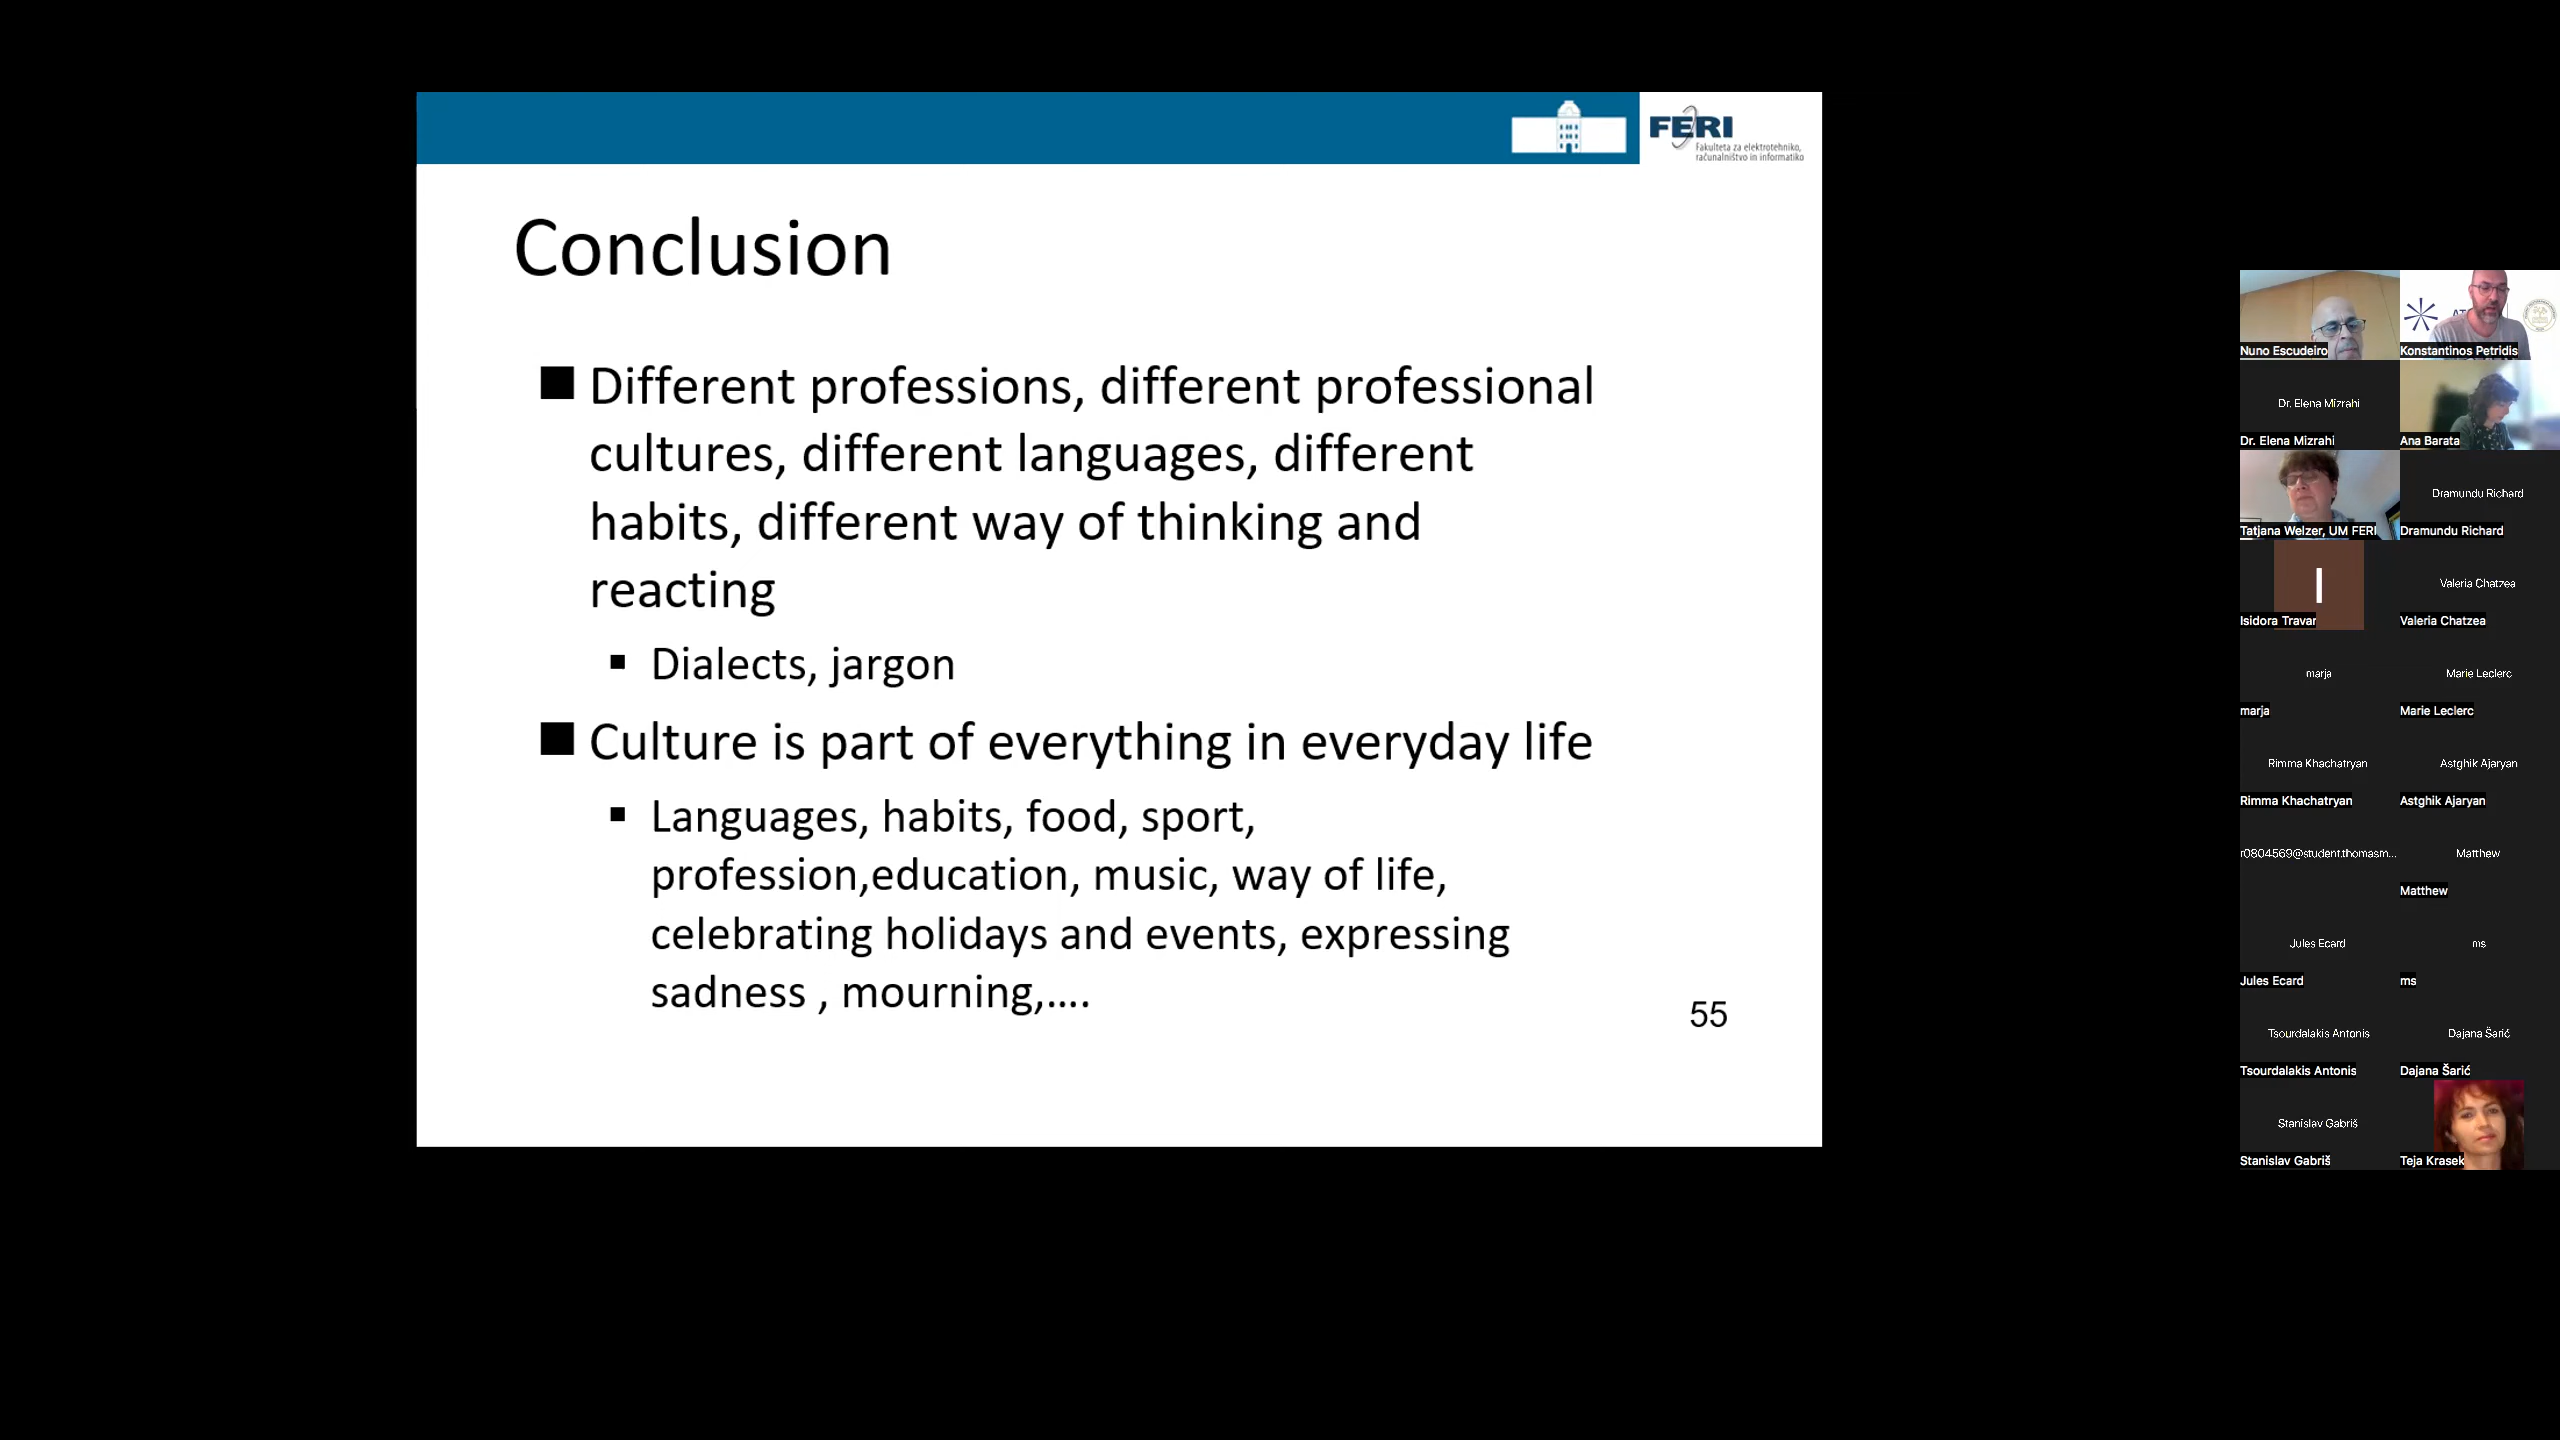 FERI
Fakulteta za elektrotehniko,
računalništvo in informatiko
Conclusion
Different professions, different professional
cultures, different languages, different
habits, different way of thinking and
reacting
Dialects, jargon
Culture is part of everything in everyday life
Languages, habits, food, sport,
profession,education, music, way of life,
celebrating holidays and events, expressing
sadness , mourning,....
55
Nuno Escudeiro
Konstantinos Petridis
Dr. Elena Mizrahi
Dr. Elena Mizrahi
Ana Barata
Dramundu Richard
Tatjana Welzer, UM FERI
Dramundu Richard
I
Valeria Chatzea
Isidora Travar
Valeria Chatzea
marja
Marie Leclerc
marja
Marie Leclerc
Rimma Khachatryan
Astghik Ajaryan
Rimma Khachatryan
Astghik Ajaryan
r0804569@student.thomasm...
Matthew
Matthew
Jules Ecard
ms
Jules Ecard
ms
Tsourdalakis Antonis
Dajana Šarić
Tsourdalakis Antonis
Dajana Šarić
Stanislav Gabriš
Stanislav Gabriš
Teja Krasek